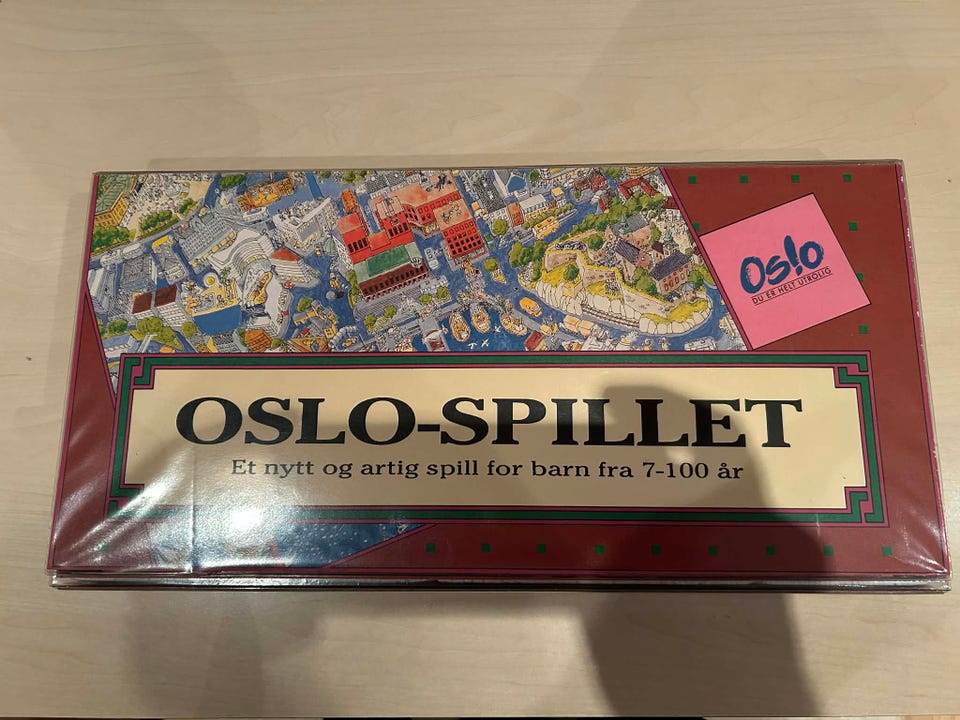 Oslo
DU ER HELT UTROLIG
OSLO-SPILLET
Et nytt og artig spill for barn fra 7-100 år